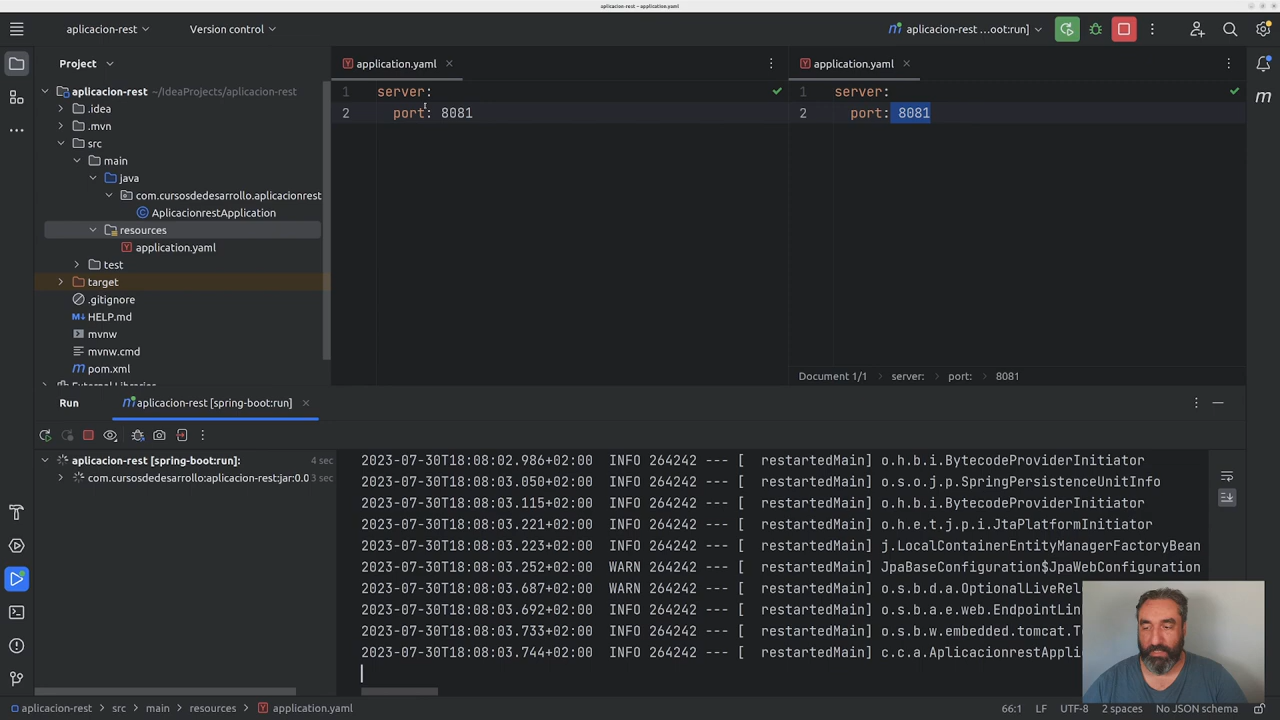 aplicacion-rest – application.yaml
aplicacion-rest
Version control
aplicacion-rest ...oot:run]
Project
application.yaml
application.yaml
aplicacion-rest ~/IdeaProjects/aplicacion-rest
.idea
.mvn
src
main
java
com.cursosdedesarrollo.aplicacionrest
AplicacionrestApplication
resources
application.yaml
test
target
.gitignore
HELP.md
mvnw
mvnw.cmd
pom.xml
External Libraries
1 server:
2 port: 8081
1 server:
2 port: 8081
Document 1/1 server: port: 8081
Run
aplicacion-rest [spring-boot:run]
aplicacion-rest [spring-boot:run]: 4 sec
com.cursosdedesarrollo:aplicacion-rest:jar:0.0 3 sec
2023-07-30T18:08:02.986+02:00 INFO 264242 --- [ restartedMain] o.h.b.i.BytecodeProviderInitiator
2023-07-30T18:08:03.050+02:00 INFO 264242 --- [ restartedMain] o.s.o.j.p.SpringPersistenceUnitInfo
2023-07-30T18:08:03.115+02:00 INFO 264242 --- [ restartedMain] o.h.b.i.BytecodeProviderInitiator
2023-07-30T18:08:03.221+02:00 INFO 264242 --- [ restartedMain] o.h.e.t.j.p.i.JtaPlatformInitiator
2023-07-30T18:08:03.223+02:00 INFO 264242 --- [ restartedMain] j.LocalContainerEntityManagerFactoryBean
2023-07-30T18:08:03.252+02:00 WARN 264242 --- [ restartedMain] JpaBaseConfiguration$JpaWebConfiguration
2023-07-30T18:08:03.687+02:00 WARN 264242 --- [ restartedMain] o.s.b.d.a.OptionalLiveRel
2023-07-30T18:08:03.692+02:00 INFO 264242 --- [ restartedMain] o.s.b.a.e.web.EndpointLin
2023-07-30T18:08:03.733+02:00 INFO 264242 --- [ restartedMain] o.s.b.w.embedded.tomcat.T
2023-07-30T18:08:03.744+02:00 INFO 264242 --- [ restartedMain] c.c.a.AplicacionrestAppli
aplicacion-rest src main resources application.yaml
66:1 LF UTF-8 2 spaces No JSON schema